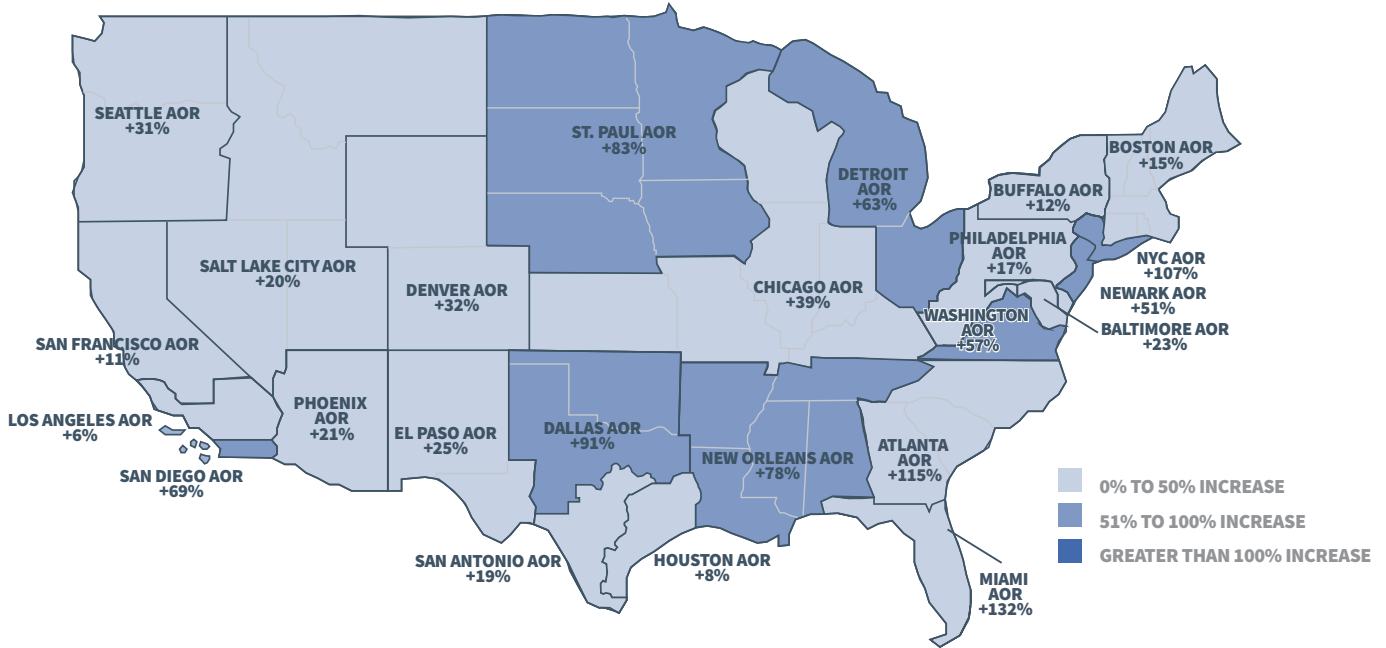 SEATTLE AOR
+31%
ST. PAUL AOR
+83%
BOSTON AOR
+15%
DETROIT
AOR
+63%
BUFFALO AOR
+12%
PHILADELPHIA
AOR
+17%
NYC AOR
+107%
SALT LAKE CITY AOR
+20%
DENVER AOR
+32%
CHICAGO AOR
+39%
NEWARK AOR
+51%
WASHINGTON
AOR
+57%
BALTIMORE AOR
+23%
SAN FRANCISCO AOR
+11%
LOS ANGELES AOR
+6%
PHOENIX
AOR
+21%
EL PASO AOR
+25%
DALLAS AOR
+91%
NEW ORLEANS AOR
+78%
ATLANTA
AOR
+115%
SAN DIEGO AOR
+69%
0% TO 50% INCREASE
51% TO 100% INCREASE
GREATER THAN 100% INCREASE
SAN ANTONIO AOR
+19%
HOUSTON AOR
+8%
MIAMI
AOR
+132%